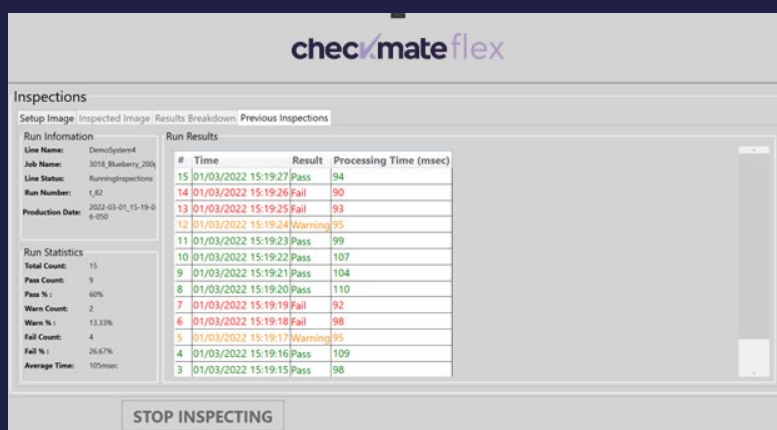 checkmate flex
Inspections
Setup Image Inspected Image Results Breakdown Previous Inspections
Run Infomation
Line Name: DemoSystem4
Job Name: 3018_Blueberry_200g
Line Status: RunningInspections
Run Number: t_82
Production Date: 2022-03-01_15-19-0
6-050
Run Statistics
Total Count: 15
Pass Count: 9
Pass % : 60%
Warn Count: 2
Warn % : 13.33%
Fail Count: 4
Fail % : 26.67%
Average Time: 105msec
Run Results
# Time Result Processing Time (msec)
15 01/03/2022 15:19:27 Pass 94
14 01/03/2022 15:19:26 Fail 90
13 01/03/2022 15:19:25 Fail 93
12 01/03/2022 15:19:24 Warning 95
11 01/03/2022 15:19:23 Pass 99
10 01/03/2022 15:19:22 Pass 107
9 01/03/2022 15:19:21 Pass 104
8 01/03/2022 15:19:20 Pass 110
7 01/03/2022 15:19:19 Fail 92
6 01/03/2022 15:19:18 Fail 98
5 01/03/2022 15:19:17 Warning 95
4 01/03/2022 15:19:16 Pass 109
3 01/03/2022 15:19:15 Pass 98
STOP INSPECTING